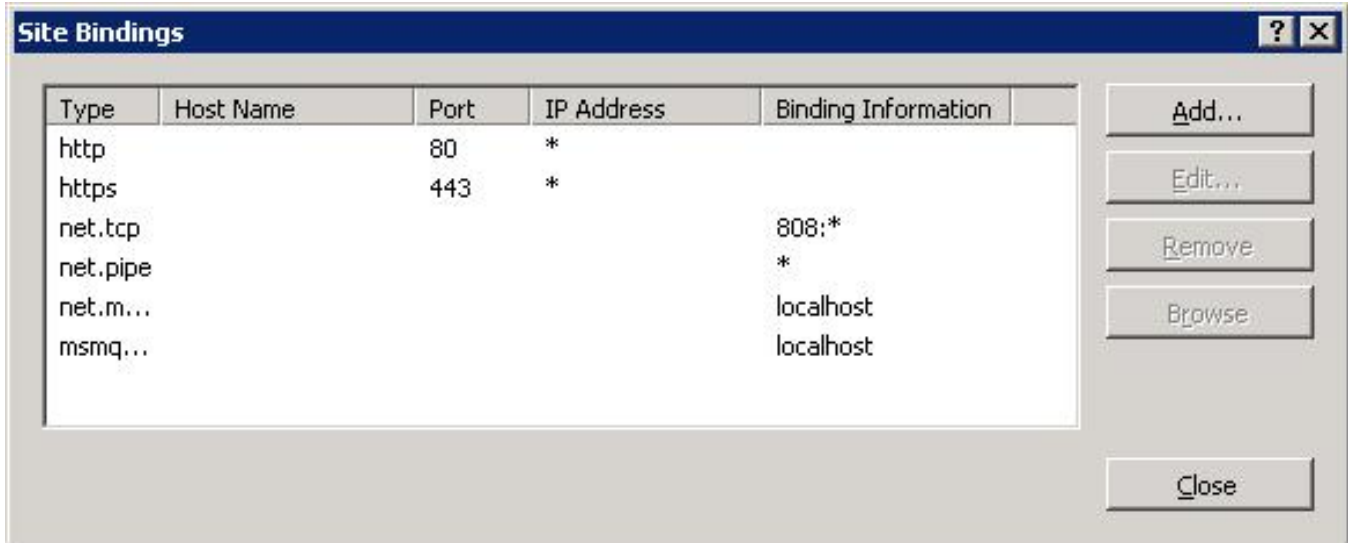 Site Bindings ? X
Type Host Name Port IP Address Binding Information
http 80 *
https 443 *
net.tcp 808:*
net.pipe *
net.m... localhost
msmq... localhost
Add...
Edit...
Remove
Browse
Close